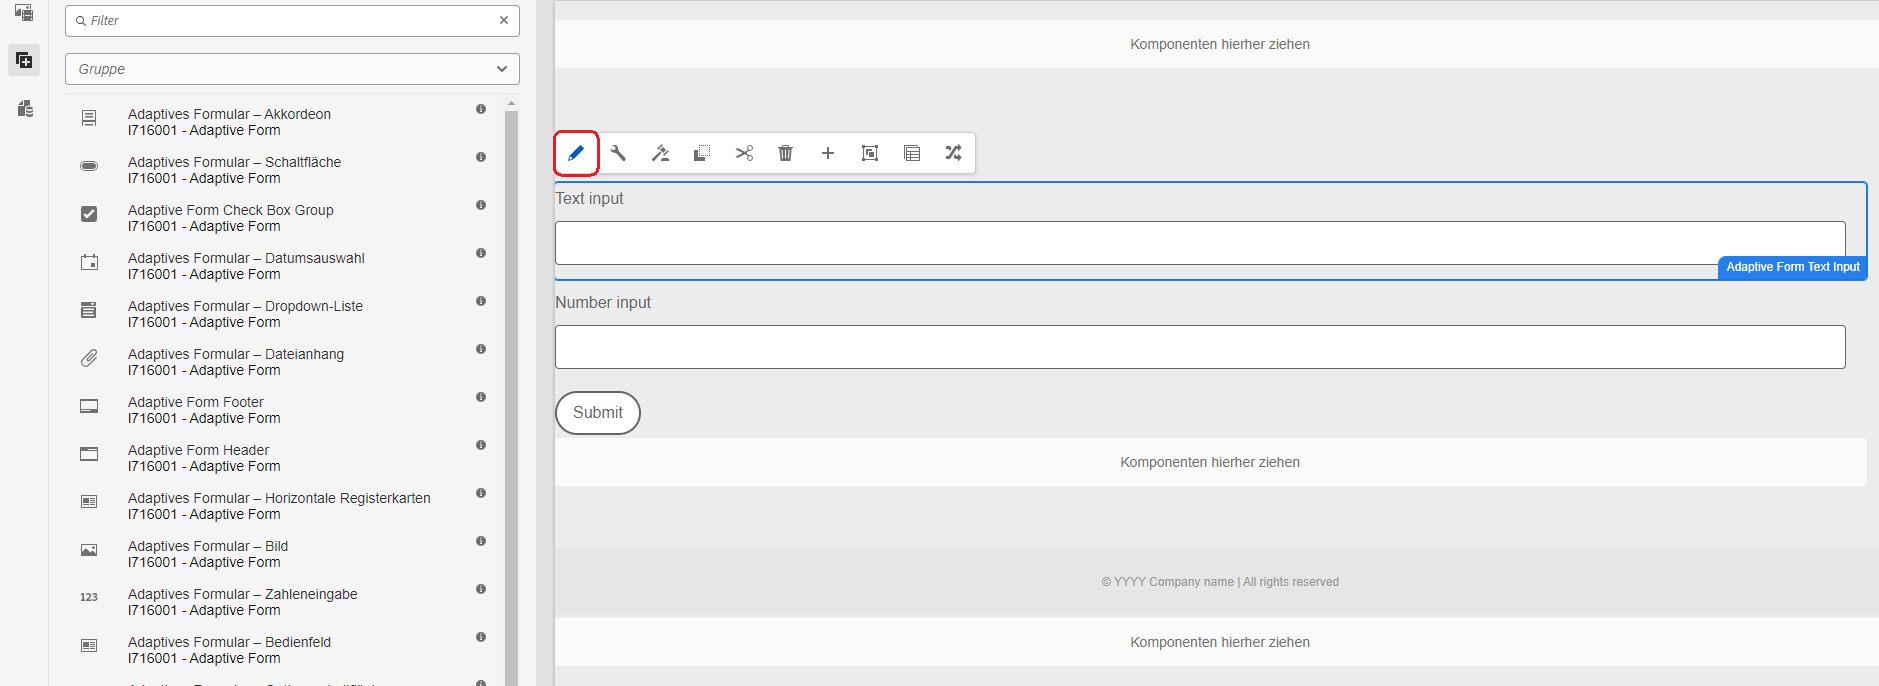 Filter
Gruppe
Adaptives Formular – Akkordeon
I716001 - Adaptive Form
Adaptives Formular – Schaltfläche
I716001 - Adaptive Form
Adaptive Form Check Box Group
I716001 - Adaptive Form
Adaptives Formular – Datumsauswahl
I716001 - Adaptive Form
Adaptives Formular – Dropdown-Liste
I716001 - Adaptive Form
Adaptives Formular – Dateianhang
I716001 - Adaptive Form
Adaptive Form Footer
I716001 - Adaptive Form
Adaptive Form Header
I716001 - Adaptive Form
Adaptives Formular – Horizontale Registerkarten
I716001 - Adaptive Form
Adaptives Formular – Bild
I716001 - Adaptive Form
123
Adaptives Formular – Zahleneingabe
I716001 - Adaptive Form
Adaptives Formular – Bedienfeld
I716001 - Adaptive Form
Komponenten hierher ziehen
Text input
Adaptive Form Text Input
Number input
Submit
Komponenten hierher ziehen
© YYYY Company name | All rights reserved
Komponenten hierher ziehen